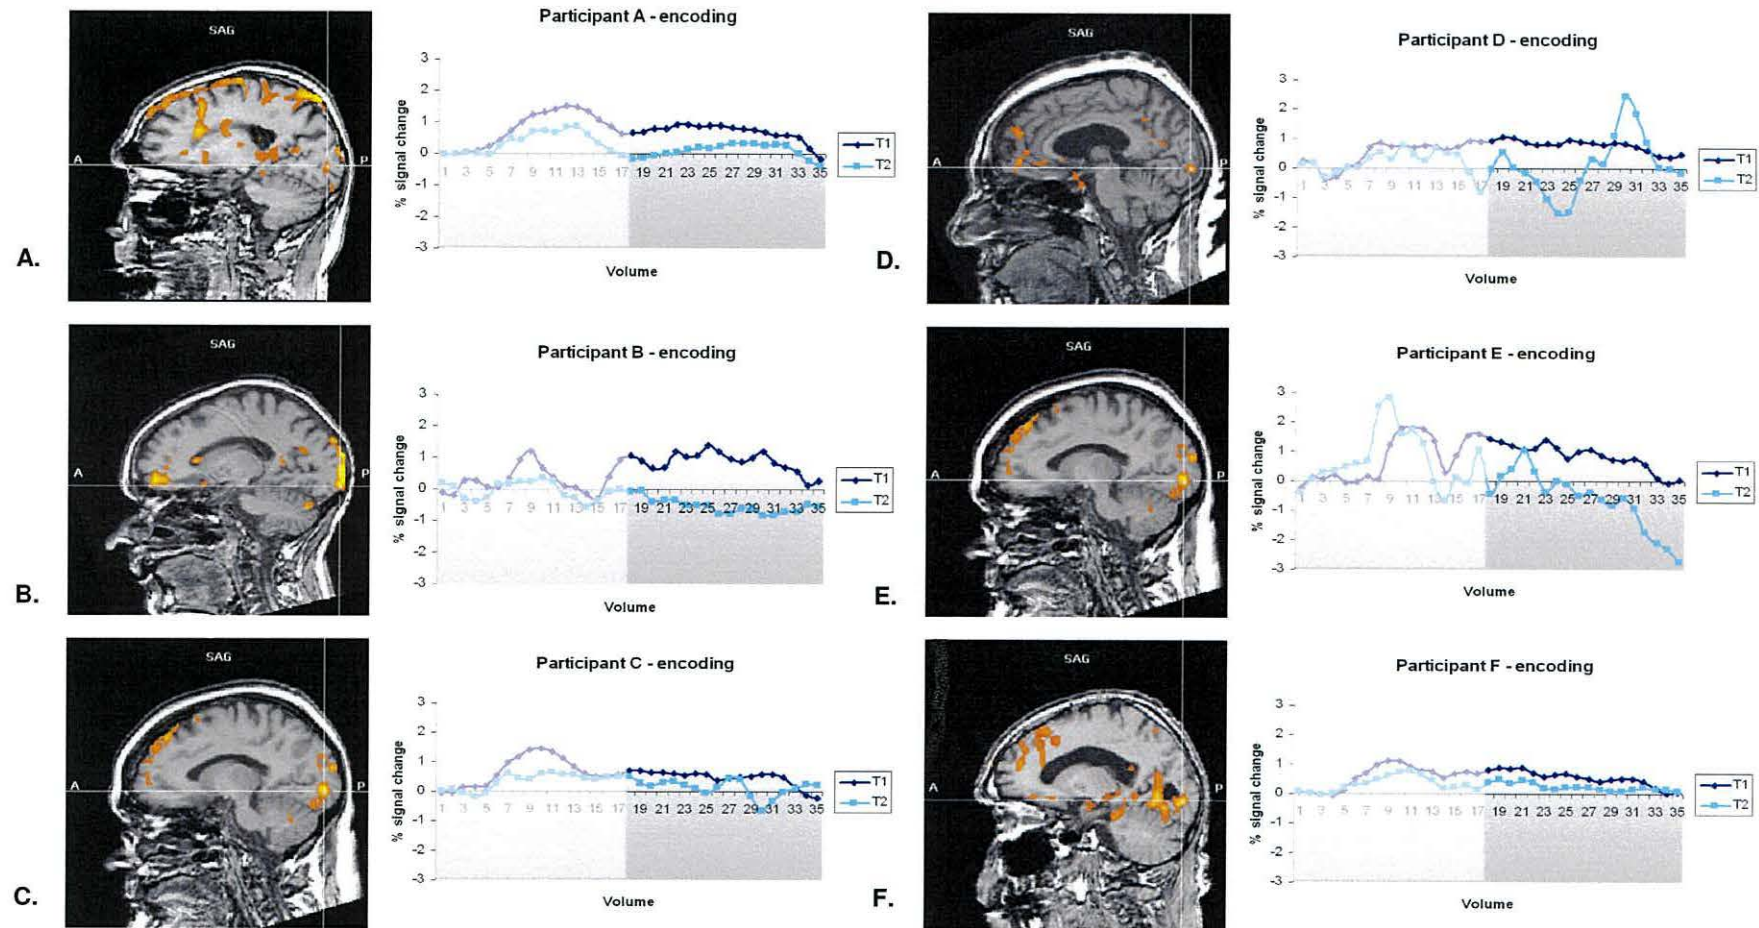 A.
SAG
A
P
Participant A - encoding
% signal change
3
2
1
0
-1
-2
-3
1 3 5 7 9 11 13 15 17 19 21 23 25 27 29 31 33 35
Volume
T1
T2
B.
SAG
A
P
Participant B - encoding
% signal change
3
2
1
0
-1
-2
-3
1 3 5 7 9 11 13 15 17 19 21 23 25 27 29 31 33 35
Volume
T1
T2
C.
SAG
A
P
Participant C - encoding
% signal change
3
2
1
0
-1
-2
-3
1 3 5 7 9 11 13 15 17 19 21 23 25 27 29 31 33 35
Volume
T1
T2
D.
SAG
A
P
Participant D - encoding
% signal change
3
2
1
0
-1
-2
-3
1 3 5 7 9 11 13 15 17 19 21 23 25 27 29 31 33 35
Volume
T1
T2
E.
SAG
A
P
Participant E - encoding
% signal change
3
2
1
0
-1
-2
-3
1 3 5 7 9 11 13 15 17 19 21 23 25 27 29 31 33 35
Volume
T1
T2
F.
SAG
A
P
Participant F - encoding
% signal change
3
2
1
0
-1
-2
-3
1 3 5 7 9 11 13 15 17 19 21 23 25 27 29 31 33 35
Volume
T1
T2